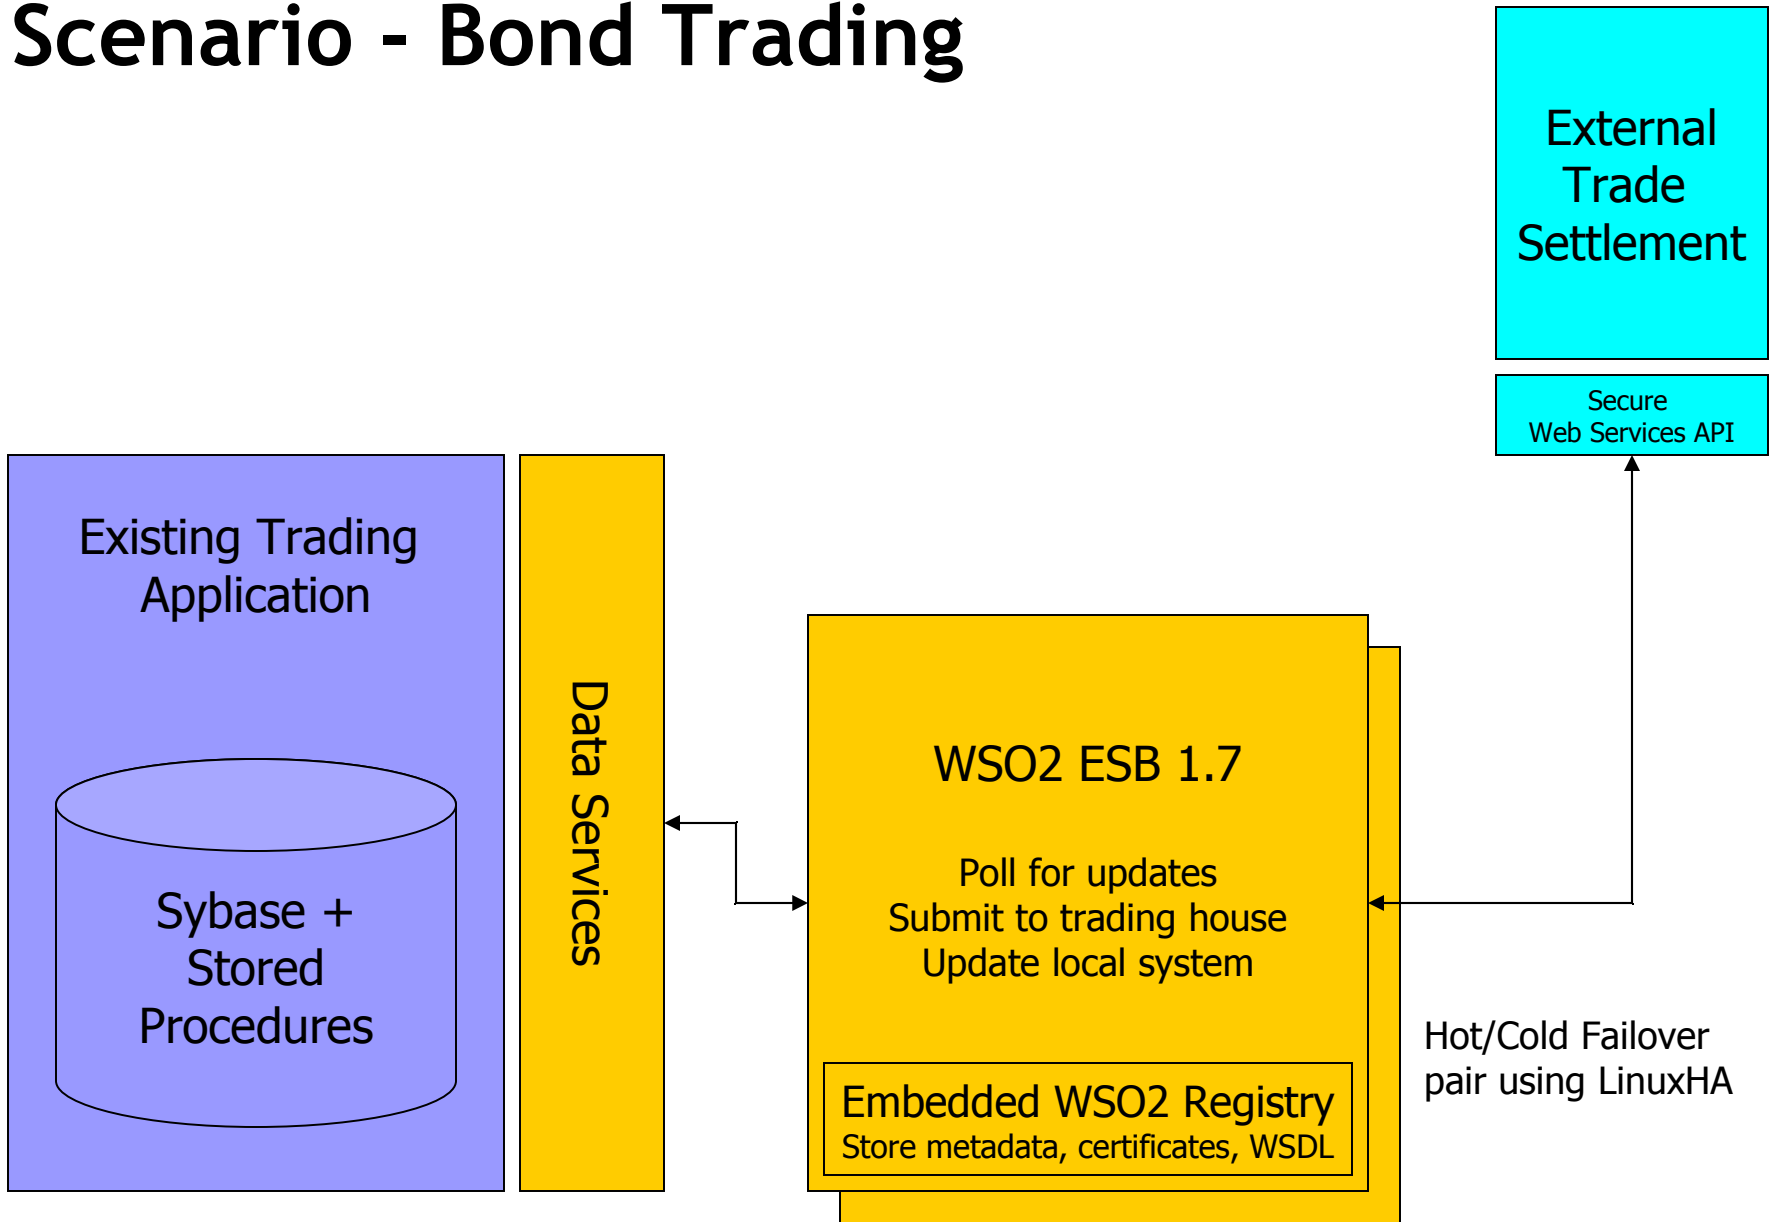 Scenario - Bond Trading
External
Trade
Settlement
Secure
Web Services API
Existing Trading
Application
Sybase +
Stored
Procedures
Data Services
WSO2 ESB 1.7
Poll for updates
Submit to trading house
Update local system
Embedded WSO2 Registry
Store metadata, certificates, WSDL
Hot/Cold Failover
pair using LinuxHA